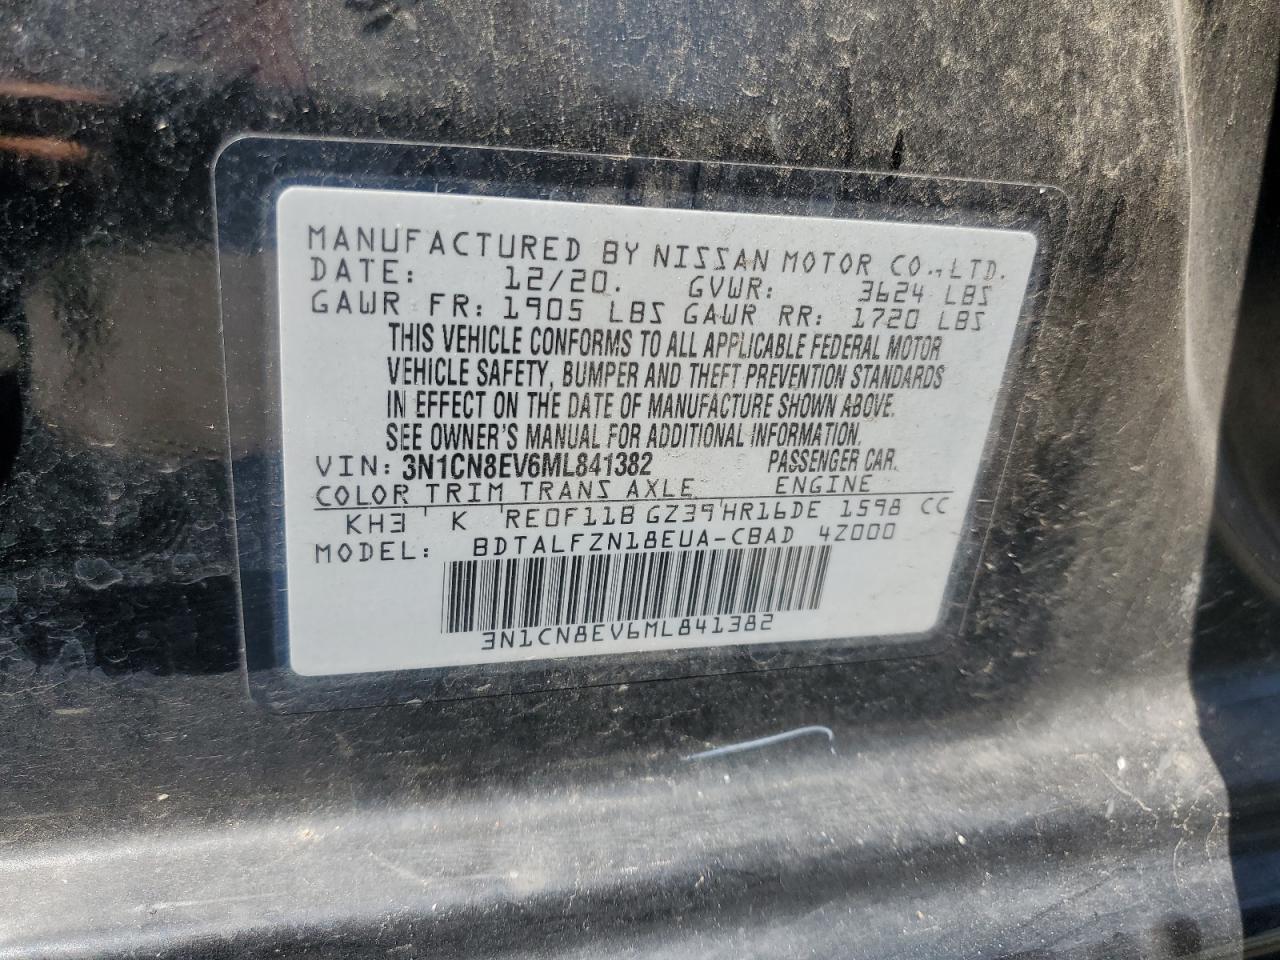 MANUFACTURED BY NISSAN MOTOR CO.,LTD.
DATE: 12/20. GVWR: 3624 LBS
GAWR FR: 1905 LBS GAWR RR: 1720 LBS
THIS VEHICLE CONFORMS TO ALL APPLICABLE FEDERAL MOTOR
VEHICLE SAFETY, BUMPER AND THEFT PREVENTION STANDARDS
IN EFFECT ON THE DATE OF MANUFACTURE SHOWN ABOVE.
SEE OWNER'S MANUAL FOR ADDITIONAL INFORMATION.
VIN: 3N1CN8EV6ML841382 PASSENGER CAR.
COLOR TRIM TRANS AXLE ENGINE
KH3 K RE0F11B GZ39 HR16DE 1598 CC
MODEL: BDTALFZN18EUA-CBAD 4Z000
3N1CN8EV6ML841382